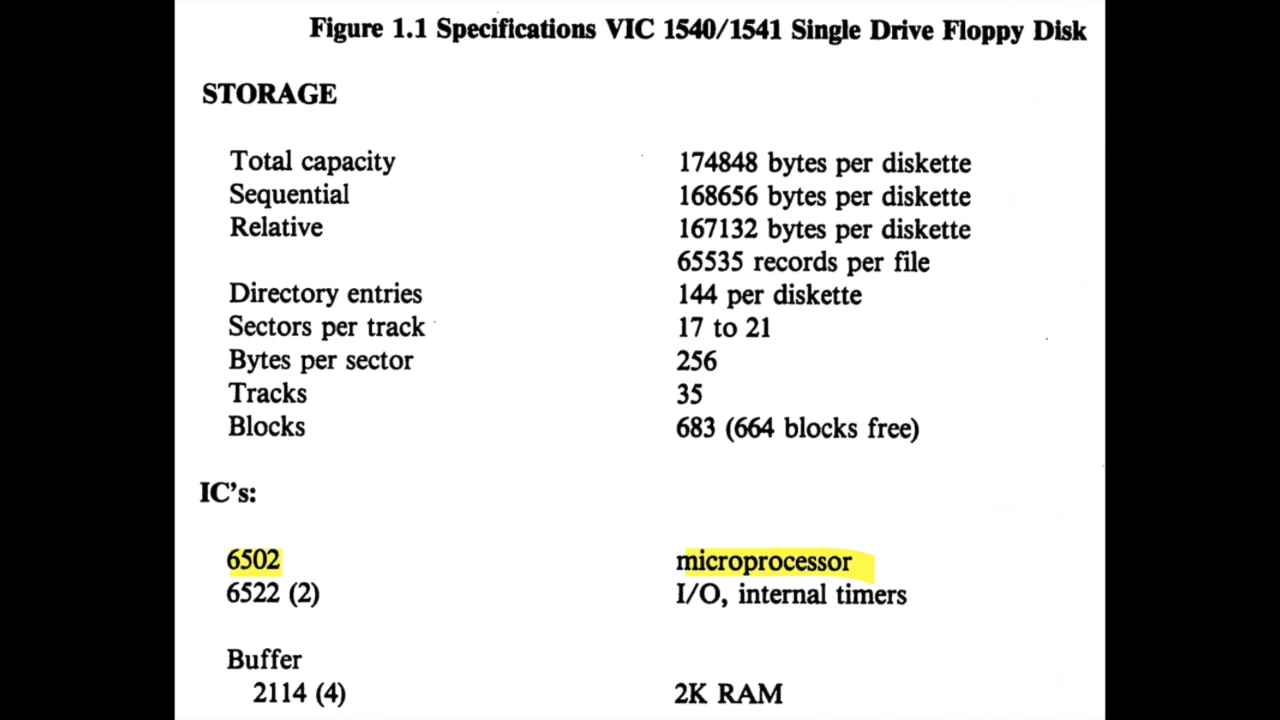 Figure 1.1 Specifications VIC 1540/1541 Single Drive Floppy Disk
STORAGE
Total capacity 174848 bytes per diskette
Sequential 168656 bytes per diskette
Relative 167132 bytes per diskette
65535 records per file
Directory entries 144 per diskette
Sectors per track 17 to 21
Bytes per sector 256
Tracks 35
Blocks 683 (664 blocks free)
IC's:
6502 microprocessor
6522 (2) I/O, internal timers
Buffer
2114 (4) 2K RAM